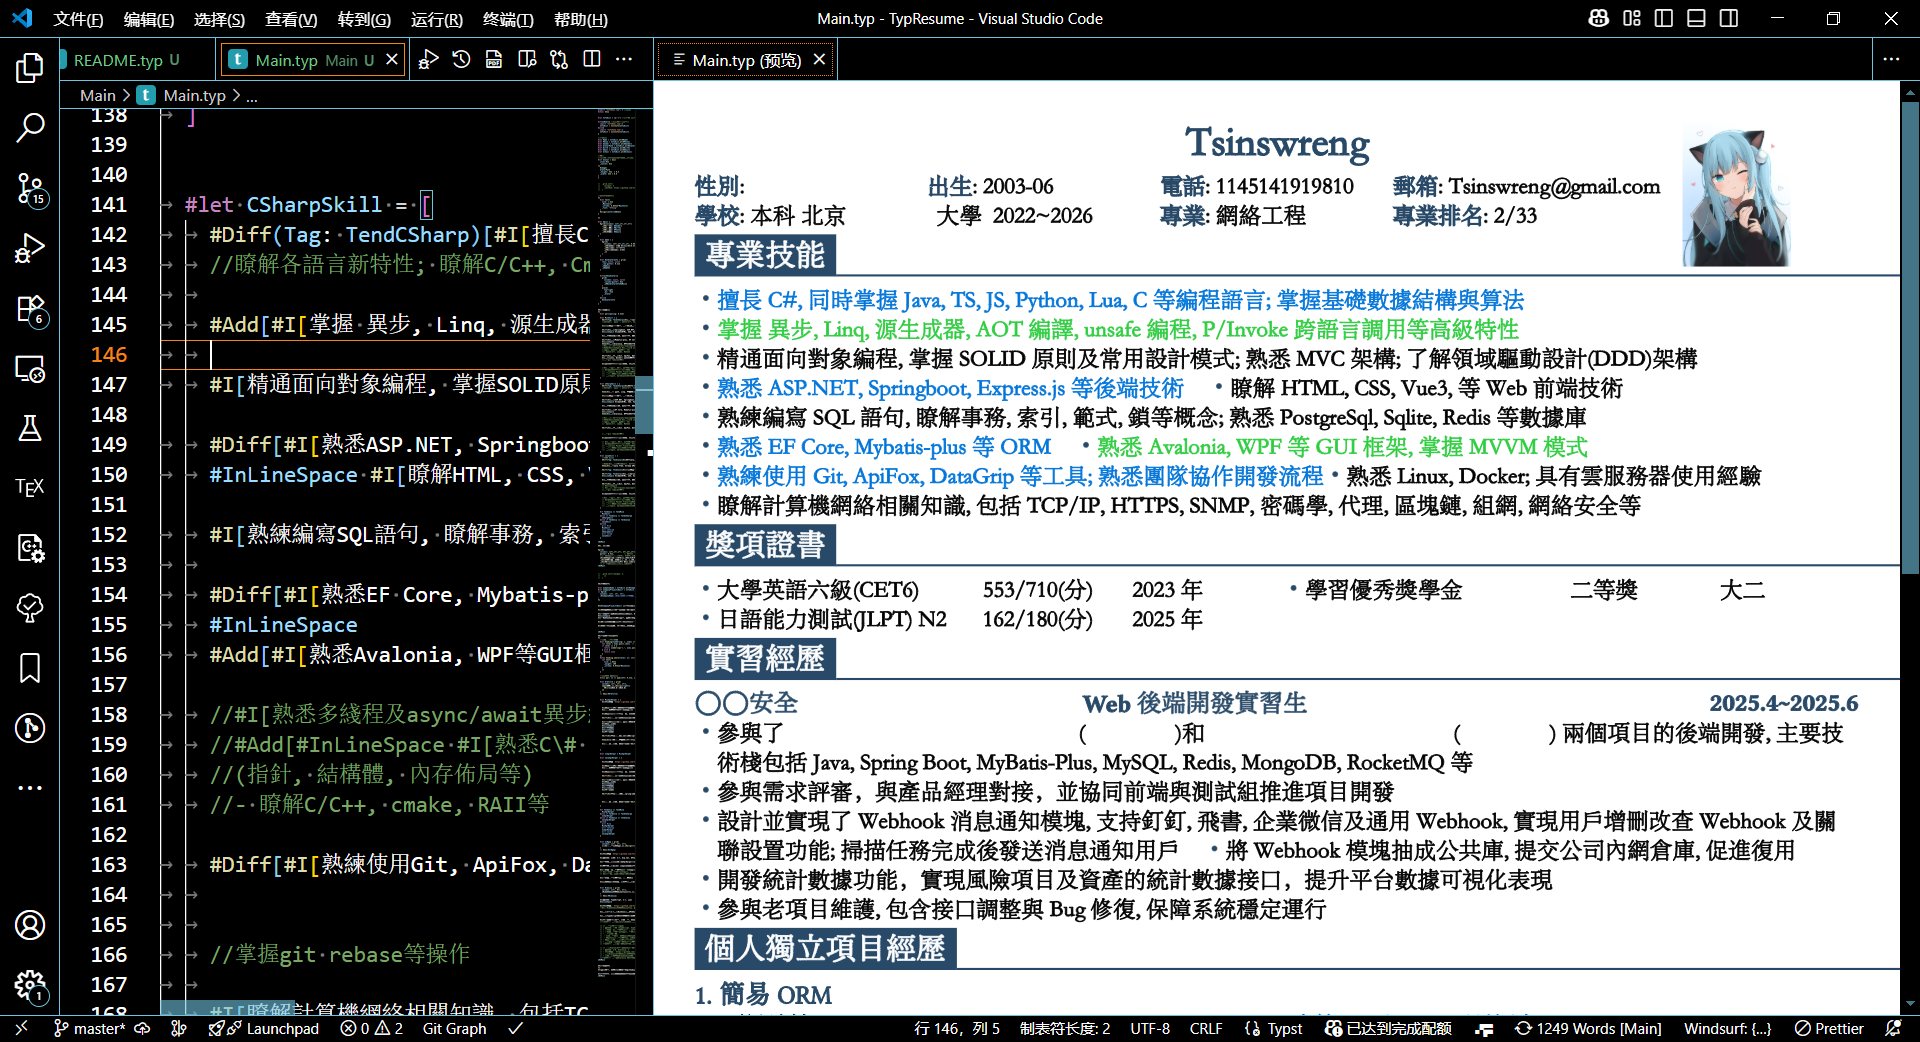 文件(F) 编辑(E) 选择(S) 查看(V) 转到(G) 运行(R) 终端(T) 帮助(H)
Main.typ - TypResume - Visual Studio Code
README.typ U
Main.typ Main U
Main.typ (预览)
Main > Main.typ > ...
138 ]
139
140
141 #let CSharpSkill = [
142 #Diff(Tag: TendCSharp)[#I[擅長C
143 //瞭解各語言新特性; 瞭解C/C++, Cm
144
145 #Add[#I[掌握 異步, Linq, 源生成器
146
147 #I[精通面向對象編程, 掌握SOLID原則
148
149 #Diff[#I[熟悉ASP.NET, Springboot
150 #InLineSpace #I[瞭解HTML, CSS,
151
152 #I[熟練編寫SQL語句, 瞭解事務, 索引
153
154 #Diff[#I[熟悉EF Core, Mybatis-p
155 #InLineSpace
156 #Add[#I[熟悉Avalonia, WPF等GUI框
157
158 //#I[熟悉多綫程及async/await異步
159 //#Add[#InLineSpace #I[熟悉C\#
160 //(指針, 結構體, 內存佈局等)
161 //- 瞭解C/C++, cmake, RAII等
162
163 #Diff[#I[熟練使用Git, ApiFox, Da
164
165
166 //掌握git rebase等操作
167
168 #I[瞭解計算機網絡相關知識, 包括TC
Tsinswreng
性別: 出生: 2003-06 電話: 1145141919810 郵箱: Tsinswreng@gmail.com
學校: 本科 北京 大學 2022~2026 專業: 網絡工程 專業排名: 2/33
專業技能
• 擅長 C#, 同時掌握 Java, TS, JS, Python, Lua, C 等編程語言; 掌握基礎數據結構與算法
• 掌握 異步, Linq, 源生成器, AOT 編譯, unsafe 編程, P/Invoke 跨語言調用等高級特性
• 精通面向對象編程, 掌握 SOLID 原則及常用設計模式; 熟悉 MVC 架構; 了解領域驅動設計(DDD)架構
• 熟悉 ASP.NET, Springboot, Express.js 等後端技術 • 瞭解 HTML, CSS, Vue3, 等 Web 前端技術
• 熟練編寫 SQL 語句, 瞭解事務, 索引, 範式, 鎖等概念; 熟悉 PostgreSql, Sqlite, Redis 等數據庫
• 熟悉 EF Core, Mybatis-plus 等 ORM • 熟悉 Avalonia, WPF 等 GUI 框架, 掌握 MVVM 模式
• 熟練使用 Git, ApiFox, DataGrip 等工具; 熟悉團隊協作開發流程 • 熟悉 Linux, Docker; 具有雲服務器使用經驗
• 瞭解計算機網絡相關知識, 包括 TCP/IP, HTTPS, SNMP, 密碼學, 代理, 區塊鏈, 組網, 網絡安全等
獎項證書
• 大學英語六級(CET6) 553/710(分) 2023 年 • 學習優秀獎學金 二等獎 大二
• 日語能力測試(JLPT) N2 162/180(分) 2025 年
實習經歷
〇〇安全 Web 後端開發實習生 2025.4~2025.6
• 參與了 ( )和 ( ) 兩個項目的後端開發, 主要技
術棧包括 Java, Spring Boot, MyBatis-Plus, MySQL, Redis, MongoDB, RocketMQ 等
• 參與需求評審，與產品經理對接，並協同前端與測試組推進項目開發
• 設計並實現了 Webhook 消息通知模塊, 支持釘釘, 飛書, 企業微信及通用 Webhook, 實現用戶增刪改查 Webhook 及關
聯設置功能; 掃描任務完成後發送消息通知用戶 • 將 Webhook 模塊抽成公共庫, 提交公司內網倉庫, 促進復用
• 開發統計數據功能，實現風險項目及資產的統計數據接口，提升平台數據可視化表現
• 參與老項目維護, 包含接口調整與 Bug 修復, 保障系統穩定運行
個人獨立項目經歷
1. 簡易 ORM
15
6
TEX
1
master* Launchpad 0 2 Git Graph
行 146，列 5 制表符长度: 2 UTF-8 CRLF Typst 已达到完成配额 1249 Words [Main] Windsurf: {...} Prettier